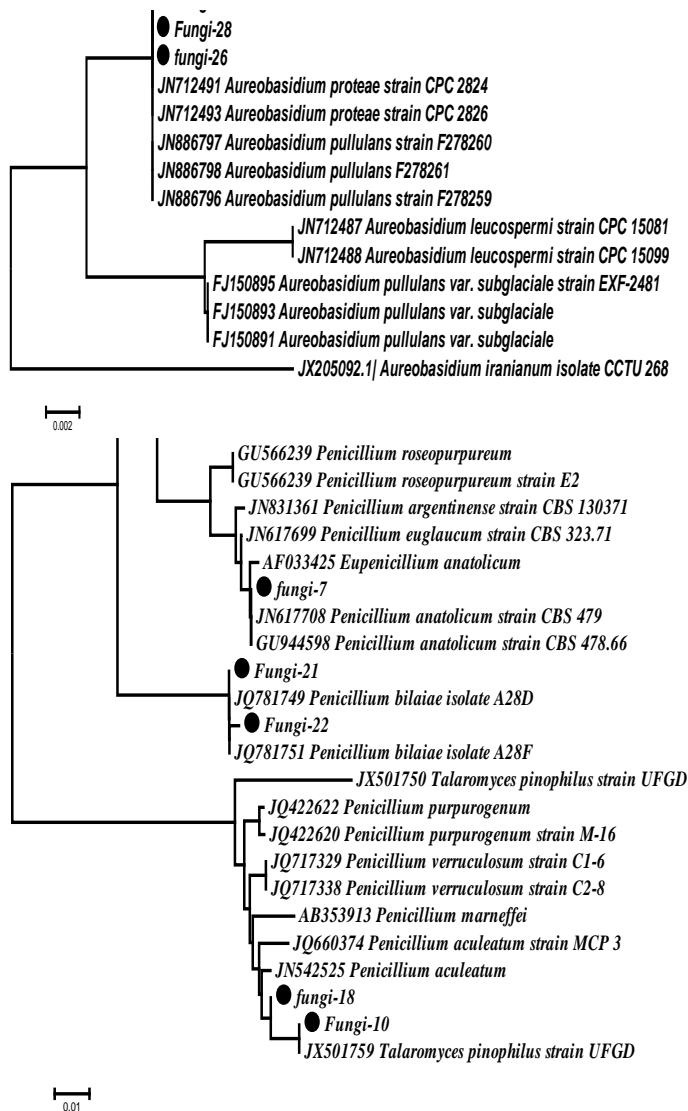 Fungi-28
fungi-26
JN712491 Aureobasidium proteae strain CPC 2824
JN712493 Aureobasidium proteae strain CPC 2826
JN886797 Aureobasidium pullulans strain F278260
JN886798 Aureobasidium pullulans F278261
JN886796 Aureobasidium pullulans strain F278259
JN712487 Aureobasidium leucospermi strain CPC 15081
JN712488 Aureobasidium leucospermi strain CPC 15099
FJ150895 Aureobasidium pullulans var. subglaciale strain EXF-2481
FJ150893 Aureobasidium pullulans var. subglaciale
FJ150891 Aureobasidium pullulans var. subglaciale
JX205092.1| Aureobasidium iranianum isolate CCTU 268
0.002
GU566239 Penicillium roseopurpureum
GU566239 Penicillium roseopurpureum strain E2
JN831361 Penicillium argentinense strain CBS 130371
JN617699 Penicillium euglaucum strain CBS 323.71
AF033425 Eupenicillium anatolicum
fungi-7
JN617708 Penicillium anatolicum strain CBS 479
GU944598 Penicillium anatolicum strain CBS 478.66
Fungi-21
JQ781749 Penicillium bilaiae isolate A28D
Fungi-22
JQ781751 Penicillium bilaiae isolate A28F
JX501750 Talaromyces pinophilus strain UFGD
JQ422622 Penicillium purpurogenum
JQ422620 Penicillium purpurogenum strain M-16
JQ717329 Penicillium verruculosum strain C1-6
JQ717338 Penicillium verruculosum strain C2-8
AB353913 Penicillium marneffei
JQ660374 Penicillium aculeatum strain MCP 3
JN542525 Penicillium aculeatum
fungi-18
Fungi-10
JX501759 Talaromyces pinophilus strain UFGD
0.01